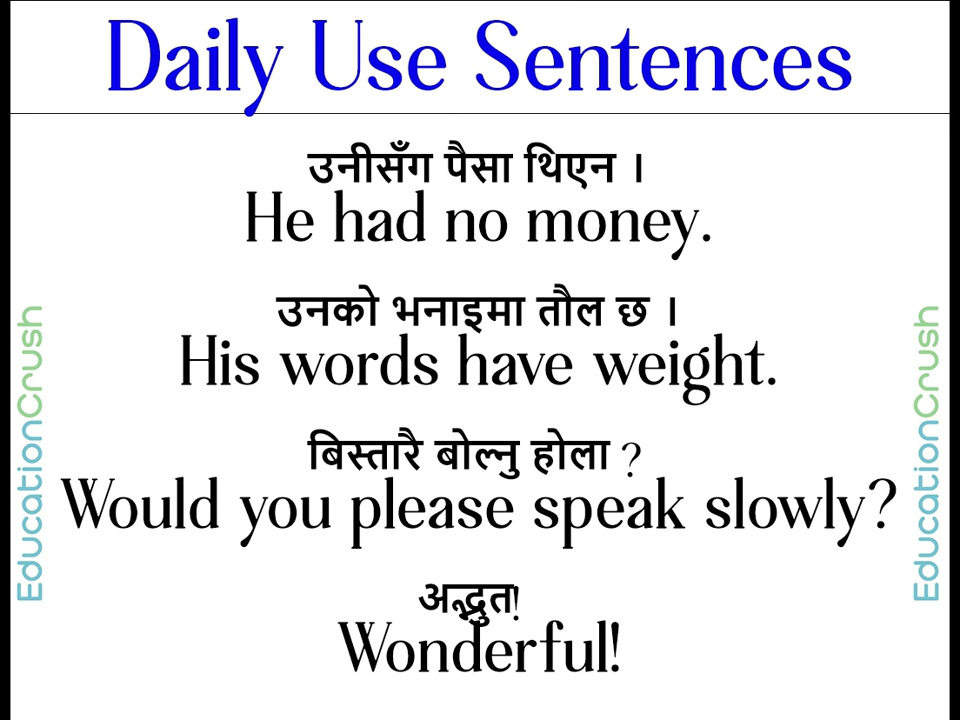 Daily Use Sentences
उनीसँग पैसा थिएन ।
He had no money.
उनको भनाइमा तौल छ ।
His words have weight.
बिस्तारै बोल्नु होला ?
Would you please speak slowly?
अद्भुत!
Wonderful!
EducationCrush
EducationCrush